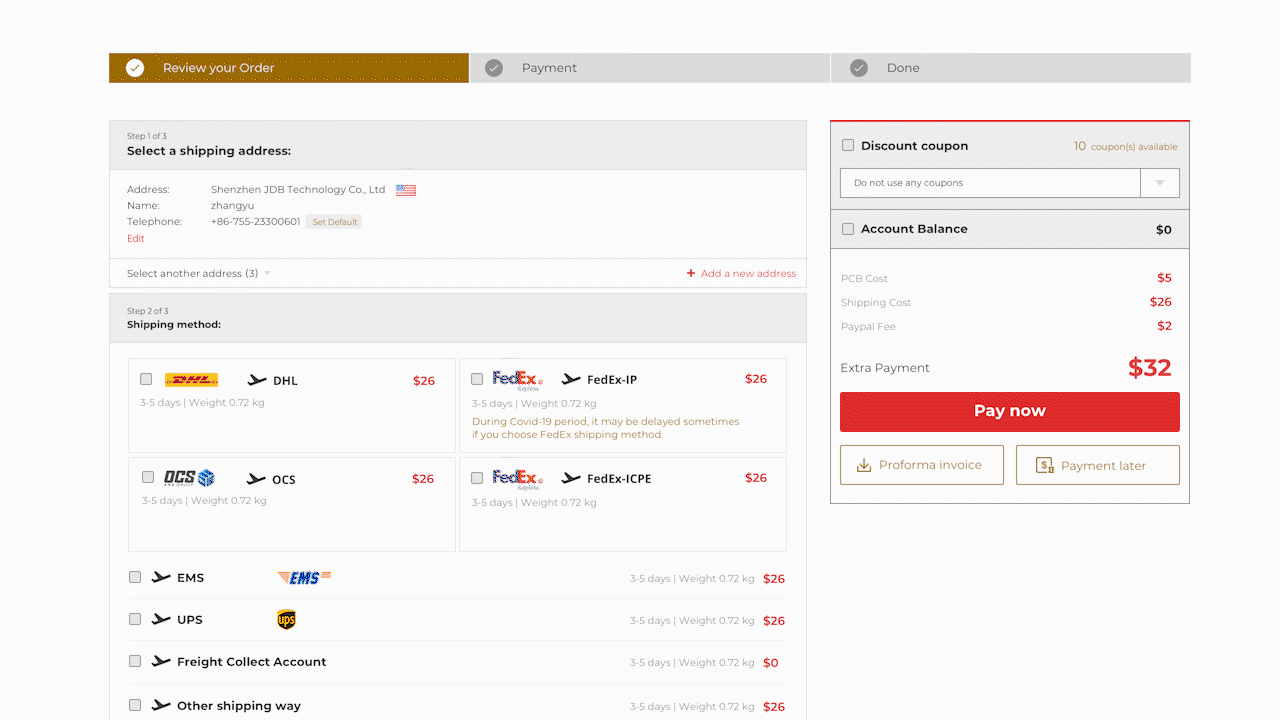 Review your Order
Payment
Done
Step 1 of 3
Select a shipping address:
Address: Shenzhen JDB Technology Co., Ltd
Name: zhangyu
Telephone: +86-755-23300601 Set Default
Edit
Select another address (3)
+ Add a new address
Step 2 of 3
Shipping method:
DHL DHL $26
3-5 days | Weight 0.72 kg
FedEx Express FedEx-IP $26
3-5 days | Weight 0.72 kg
During Covid-19 period, it may be delayed sometimes
if you choose FedEx shipping method.
OCS OCS $26
3-5 days | Weight 0.72 kg
FedEx Express FedEx-ICPE $26
3-5 days | Weight 0.72 kg
EMS EMS 3-5 days | Weight 0.72 kg $26
UPS ups 3-5 days | Weight 0.72 kg $26
Freight Collect Account 3-5 days | Weight 0.72 kg $0
Other shipping way 3-5 days | Weight 0.72 kg $26
Discount coupon 10 coupon(s) available
Do not use any coupons
Account Balance $0
PCB Cost $5
Shipping Cost $26
Paypal Fee $2
Extra Payment $32
Pay now
Proforma invoice
Payment later